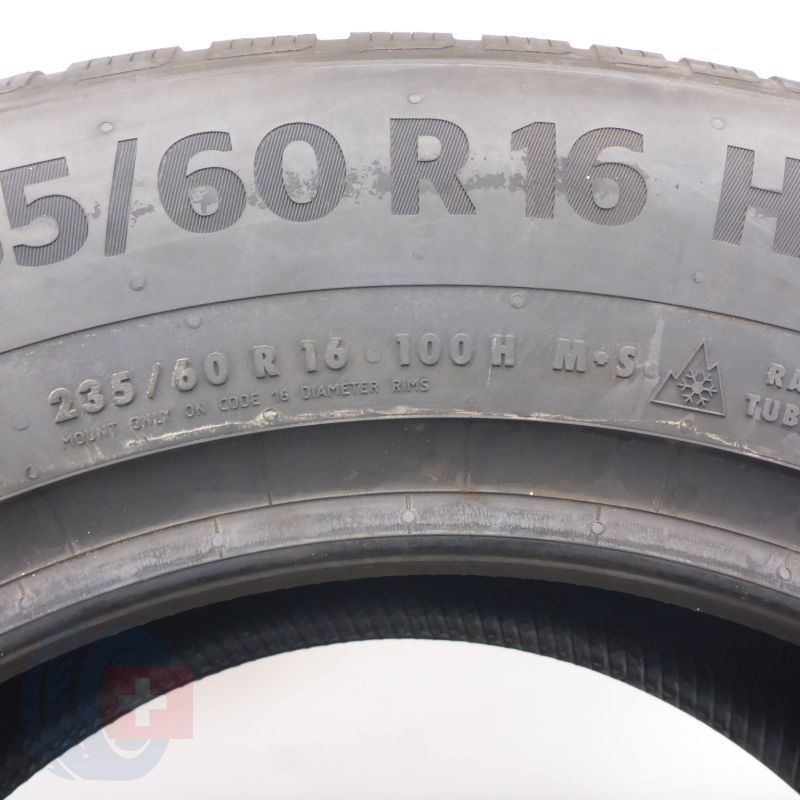 5/60 R 16 H
235/60 R 16 · 100 H M+S.
MOUNT ONLY ON CODE 16 DIAMETER RIMS